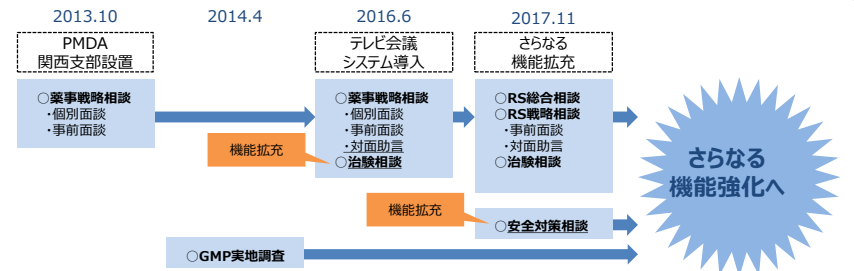 2013.10
2014.4
2016.6
2017.11
PMDA
関西支部設置
テレビ会議
システム導入
さらなる
機能拡充
○薬事戦略相談
・個別面談
・事前面談
○薬事戦略相談
・個別面談
・事前面談
・対面助言
○治験相談
○RS総合相談
○RS戦略相談
・事前面談
・対面助言
○治験相談
機能拡充
機能拡充
○安全対策相談
○GMP実地調査
さらなる
機能強化へ